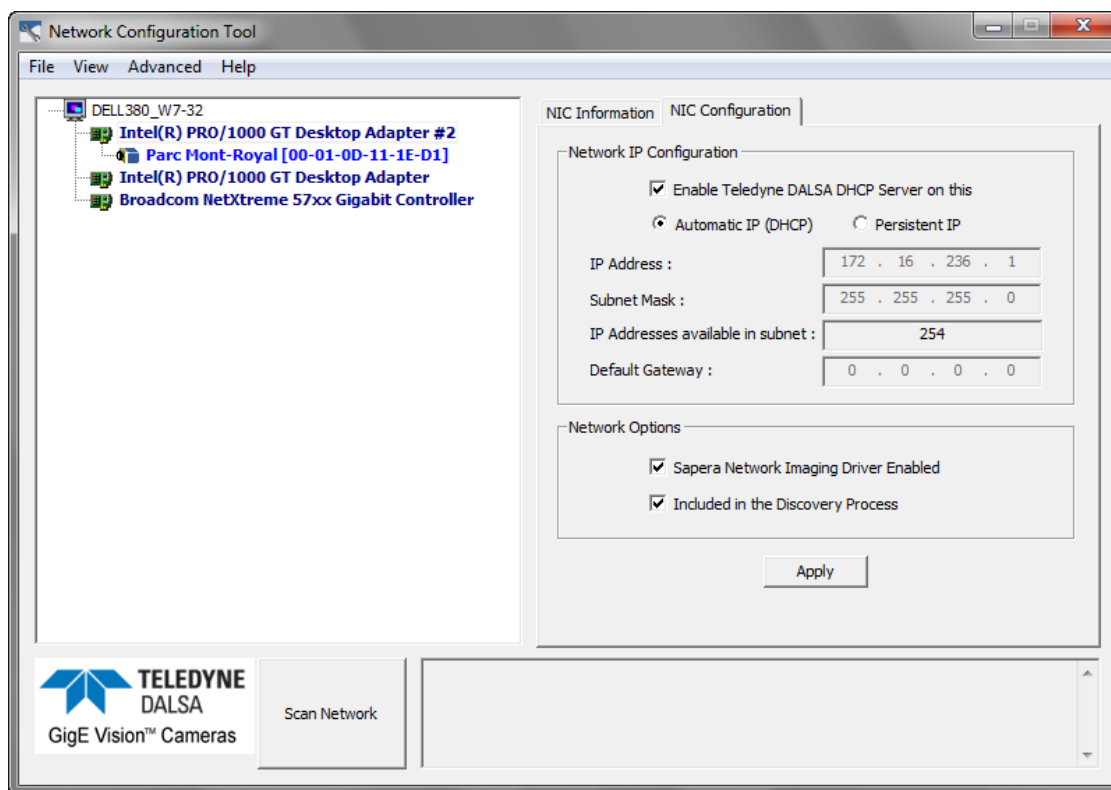 Network Configuration Tool
File View Advanced Help
DELL380_W7-32
Intel(R) PRO/1000 GT Desktop Adapter #2
Parc Mont-Royal [00-01-0D-11-1E-D1]
Intel(R) PRO/1000 GT Desktop Adapter
Broadcom NetXtreme 57xx Gigabit Controller
NIC Information NIC Configuration
Network IP Configuration
Enable Teledyne DALSA DHCP Server on this
Automatic IP (DHCP) Persistent IP
IP Address : 172 . 16 . 236 . 1
Subnet Mask : 255 . 255 . 255 . 0
IP Addresses available in subnet : 254
Default Gateway : 0 . 0 . 0 . 0
Network Options
Sapera Network Imaging Driver Enabled
Included in the Discovery Process
Apply
TELEDYNE
DALSA
GigE Vision™ Cameras
Scan Network